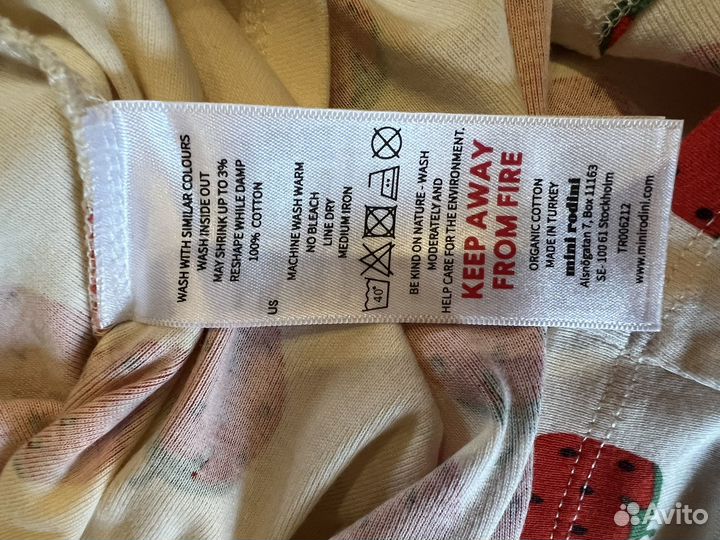 WASH WITH SIMILAR COLOURS
WASH INSIDE OUT
MAY SHRINK UP TO 3%
RESHAPE WHILE DAMP
100% COTTON
US
MACHINE WASH WARM
NO BLEACH
LINE DRY
MEDIUM IRON
40°
BE KIND ON NATURE - WASH
MODERATELY AND
HELP CARE FOR THE ENVIRONMENT.
KEEP AWAY
FROM FIRE
ORGANIC COTTON
MADE IN TURKEY
mini rodini
Alsnögatan 7, Box 11163
SE-100 61 Stockholm
TR006212
www.minirodini.com
Avito